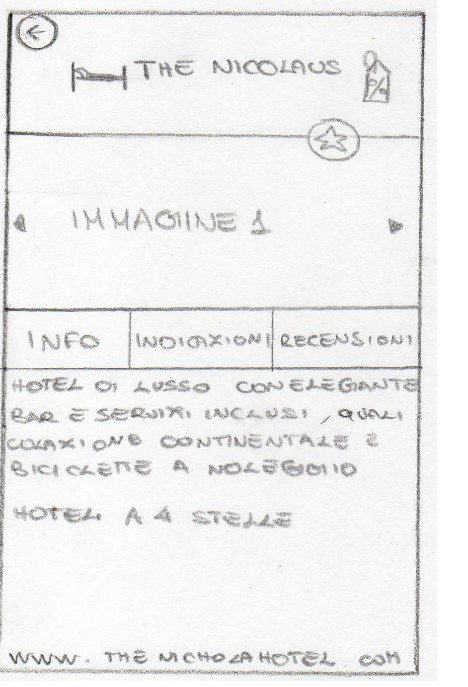 THE NICOLAUS
%
IMMAGIINE 1
INFO
INDICAZIONI
RECENSIONI
HOTEL DI LUSSO CON ELEGANTE
BAR E SERVIZI INCLUSI, QUALI
COLAZIONE CONTINENTALE E
BICICLETTE A NOLEGGIO
HOTEL A 4 STELLE
WWW. THE NICHOLAHOTEL. COM